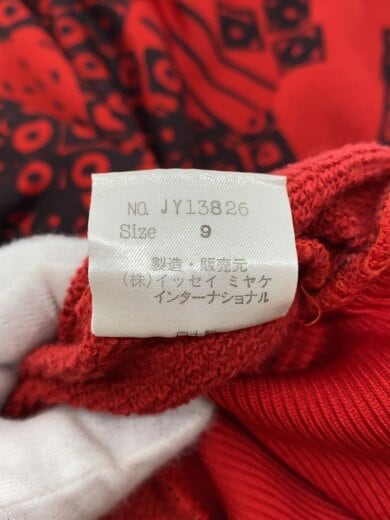 NO. JY13826
Size 9
製造・販売元
(株)イッセイ ミヤケ
インターナショナル